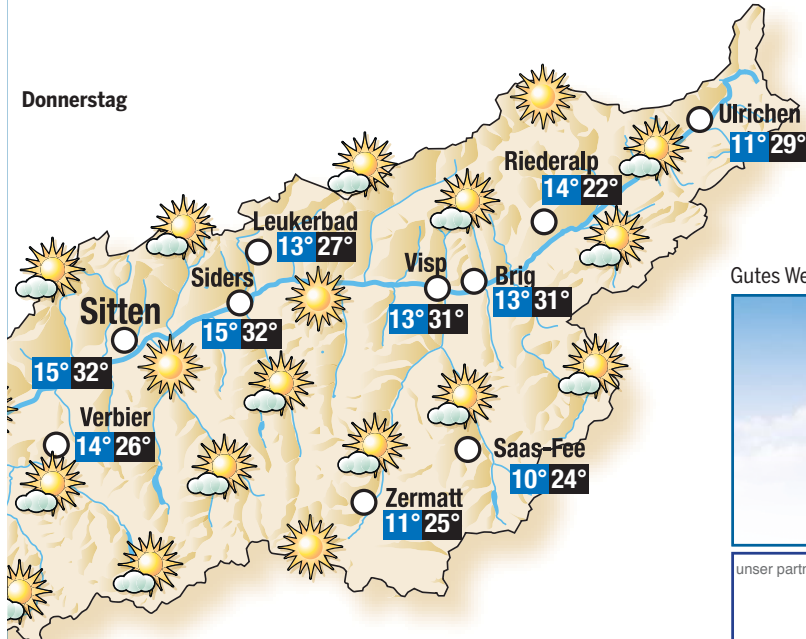 Donnerstag
Ulrichen
11° 29°
Riederalp
14° 22°
Leukerbad
13° 27°
Visp
13° 31°
Brig
13° 31°
Siders
15° 32°
Sitten
15° 32°
Verbier
14° 26°
Saas-Fee
10° 24°
Zermatt
11° 25°
Gutes We
unser partn